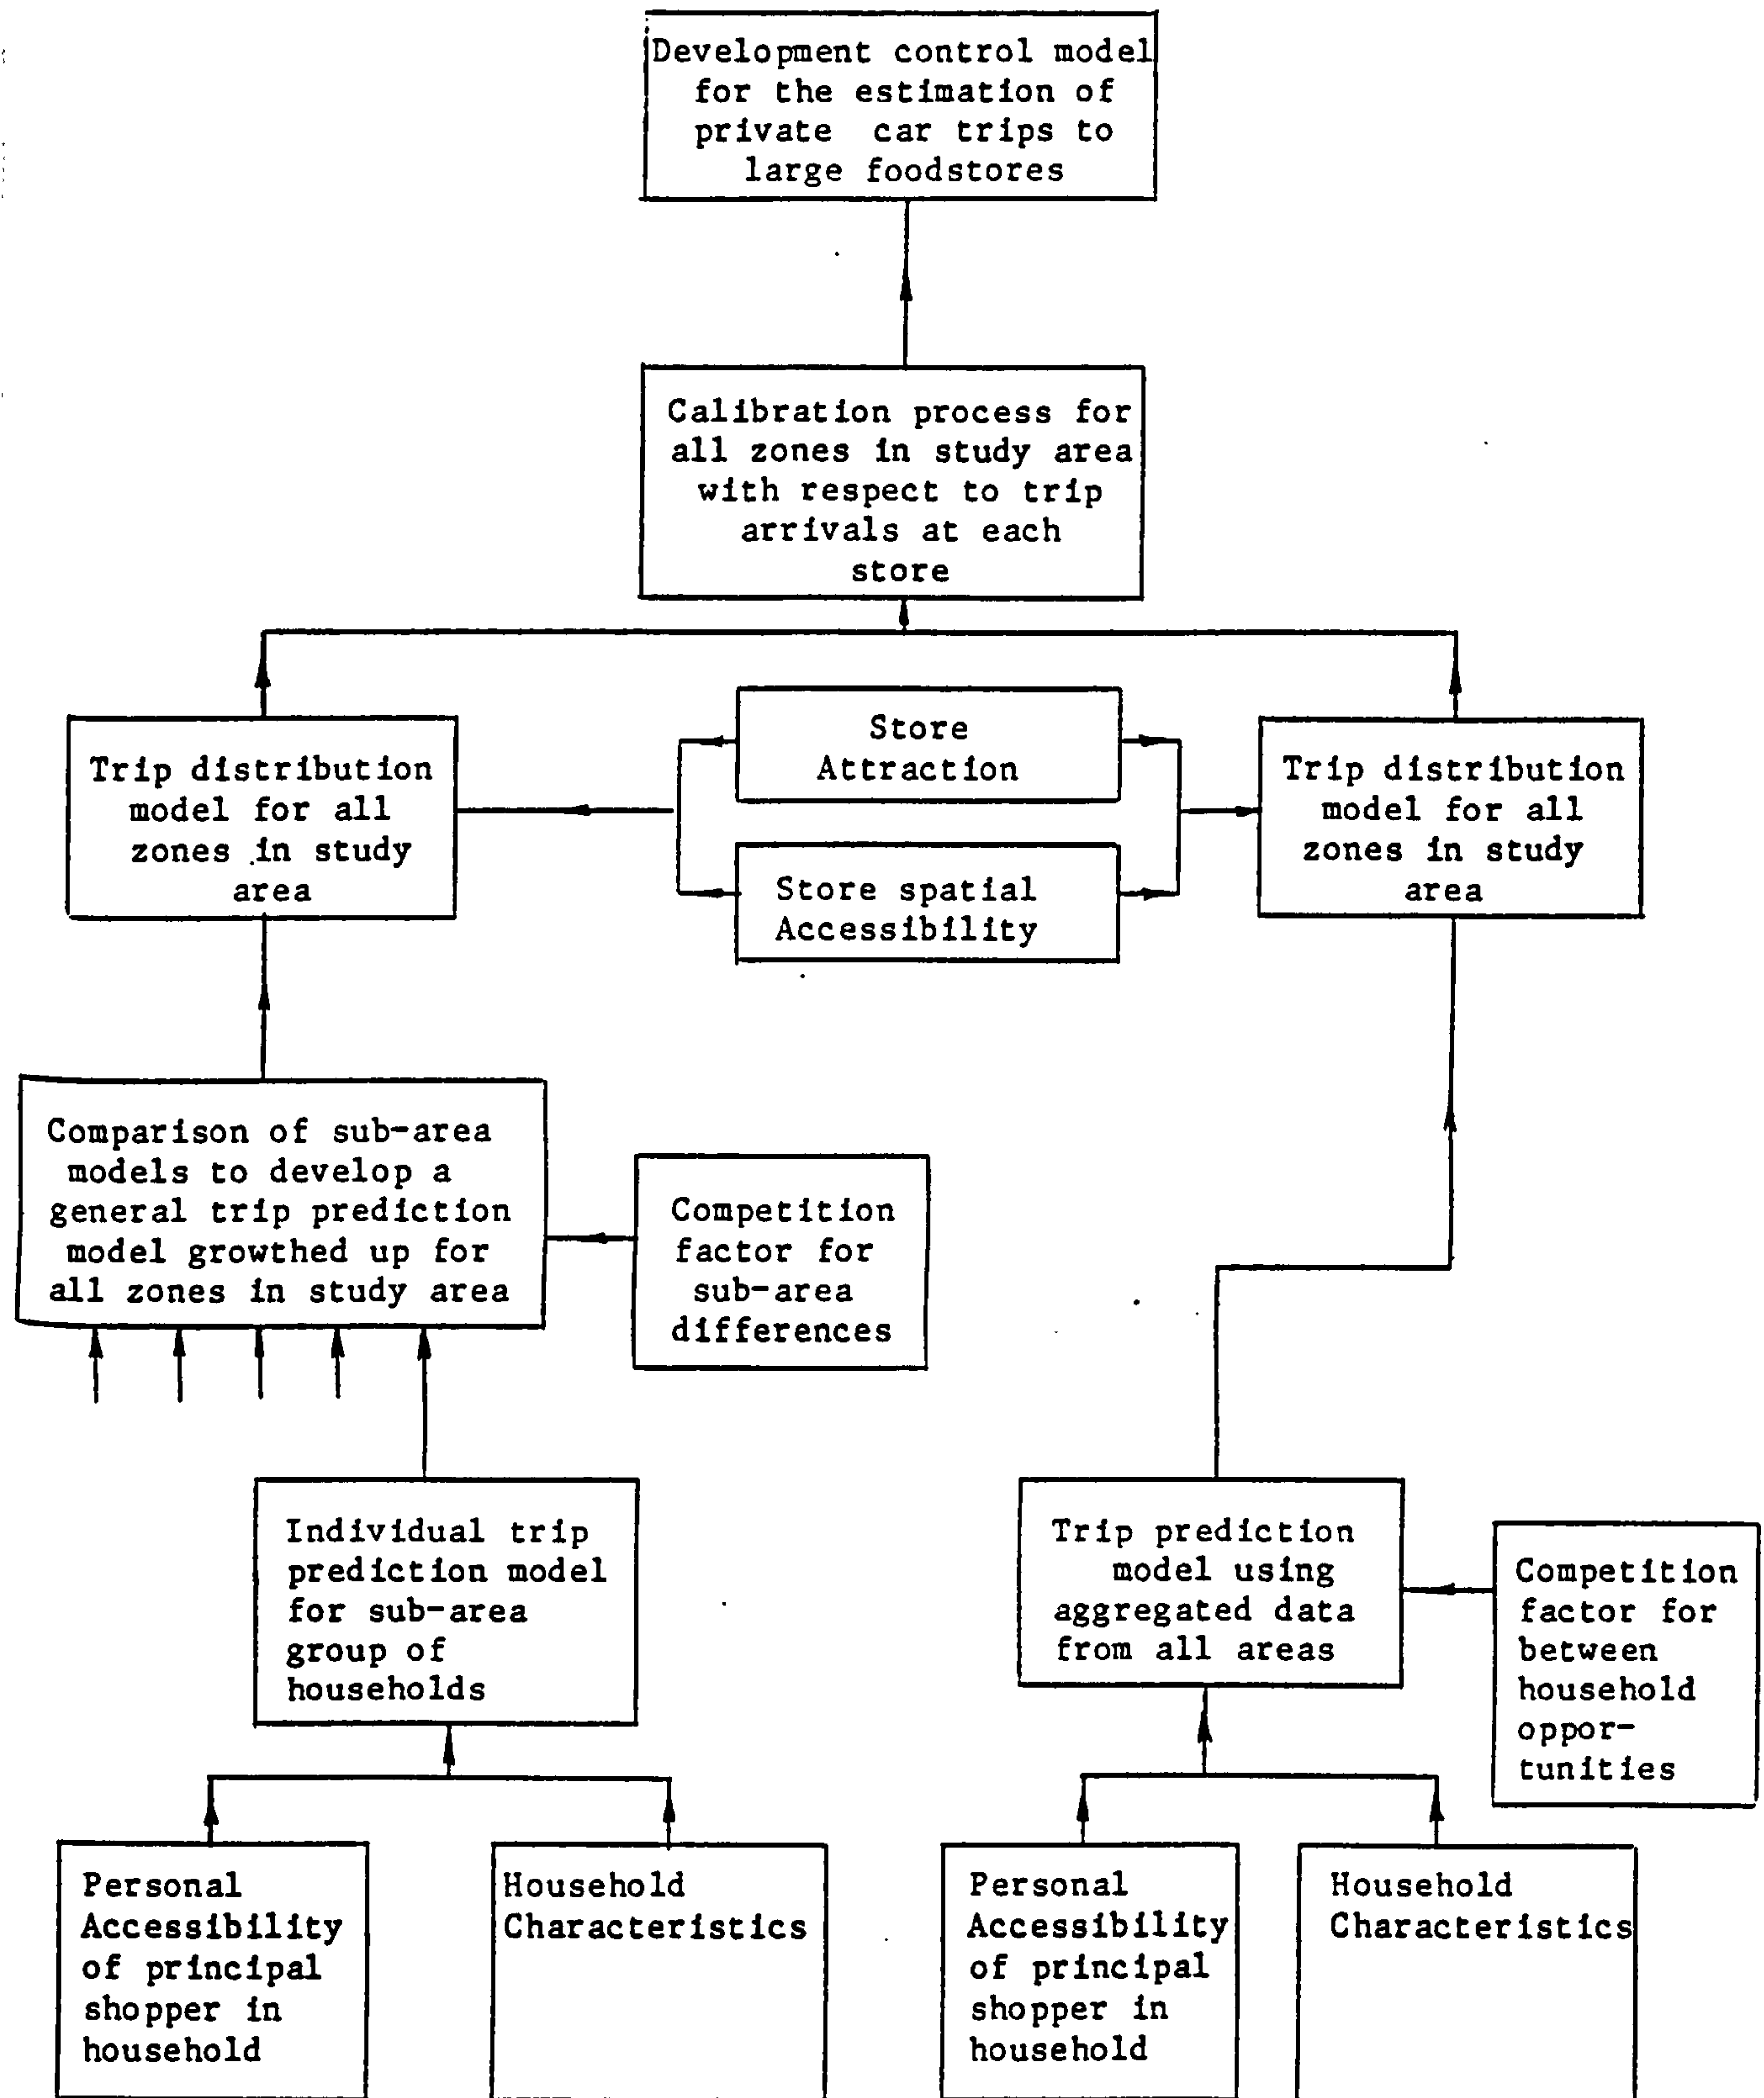 Development control model
for the estimation of
private car trips to
large foodstores
Calibration process for
all zones in study area
with respect to trip
arrivals at each
store
Trip distribution
model for all
zones in study
area
Store
Attraction
Store spatial
Accessibility
Trip distribution
model for all
zones in study
area
Comparison of sub-area
models to develop a
general trip prediction
model growthed up for
all zones in study area
Competition
factor for
sub-area
differences
Individual trip
prediction model
for sub-area
group of
households
Trip prediction
model using
aggregated data
from all areas
Competition
factor for
between
household
oppor-
tunities
Personal
Accessibility
of principal
shopper in
household
Household
Characteristics
Personal
Accessibility
of principal
shopper in
household
Household
Characteristics